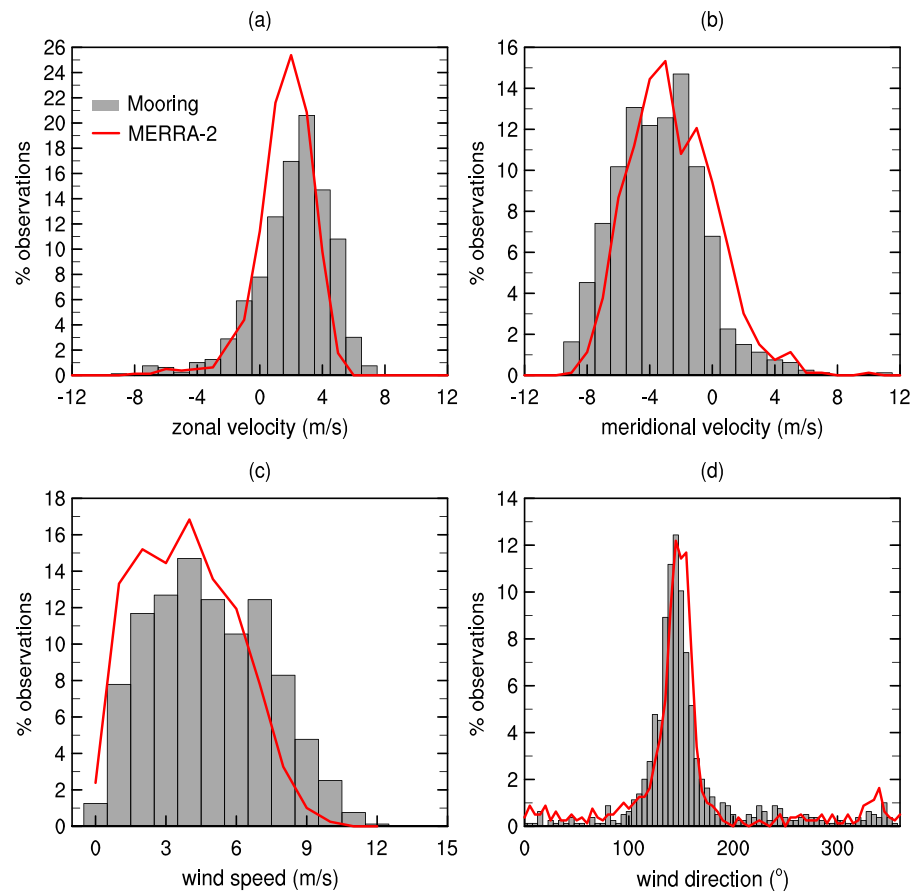 (a)
26
24
22
20
18
16
14
12
10
8
6
4
2
0
% observations
Mooring
MERRA-2
-12 -8 -4 0 4 8 12
zonal velocity (m/s)
(b)
16
14
12
10
8
6
4
2
0
% observations
-12 -8 -4 0 4 8 12
meridional velocity (m/s)
(c)
18
16
14
12
10
8
6
4
2
0
% observations
0 3 6 9 12 15
wind speed (m/s)
(d)
14
12
10
8
6
4
2
0
% observations
0 100 200 300
wind direction (º)